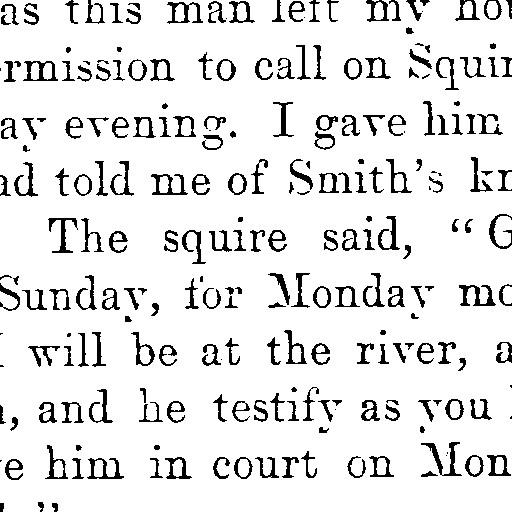 as this man left my hou
rmission to call on Squir
ay evening. I gave him
ad told me of Smith's kn
The squire said, “G
Sunday, for Monday mo
I will be at the river, a
, and he testify as you
e him in court on Mon